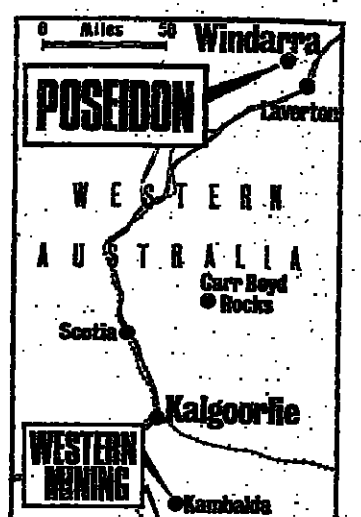 0 Miles 50
Windarra
POSEIDON
Laverton
WESTERN
AUSTRALIA
Carr Boyd
Rocks
Scotia
Kalgoorlie
WESTERN
MINING
Kambalda